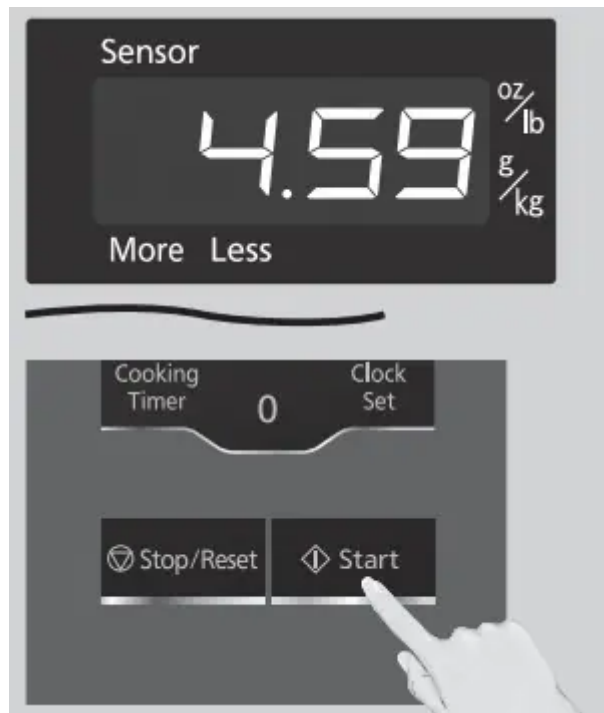 Sensor
4.59
oz/lb
g/kg
More Less
Cooking Timer
0
Clock Set
Stop/Reset
Start